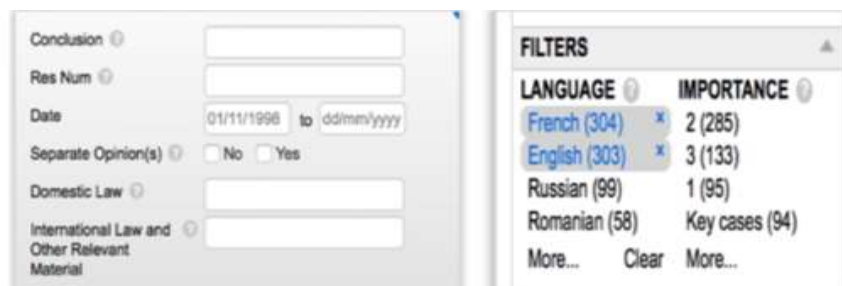 Conclusion
Res Num
Date 01/11/1998 to dd/mm/yyyy
Separate Opinion(s) No Yes
Domestic Law
International Law and
Other Relevant
Material
FILTERS
LANGUAGE IMPORTANCE
French (304) x 2 (285)
English (303) x 3 (133)
Russian (99) 1 (95)
Romanian (58) Key cases (94)
More... Clear More...